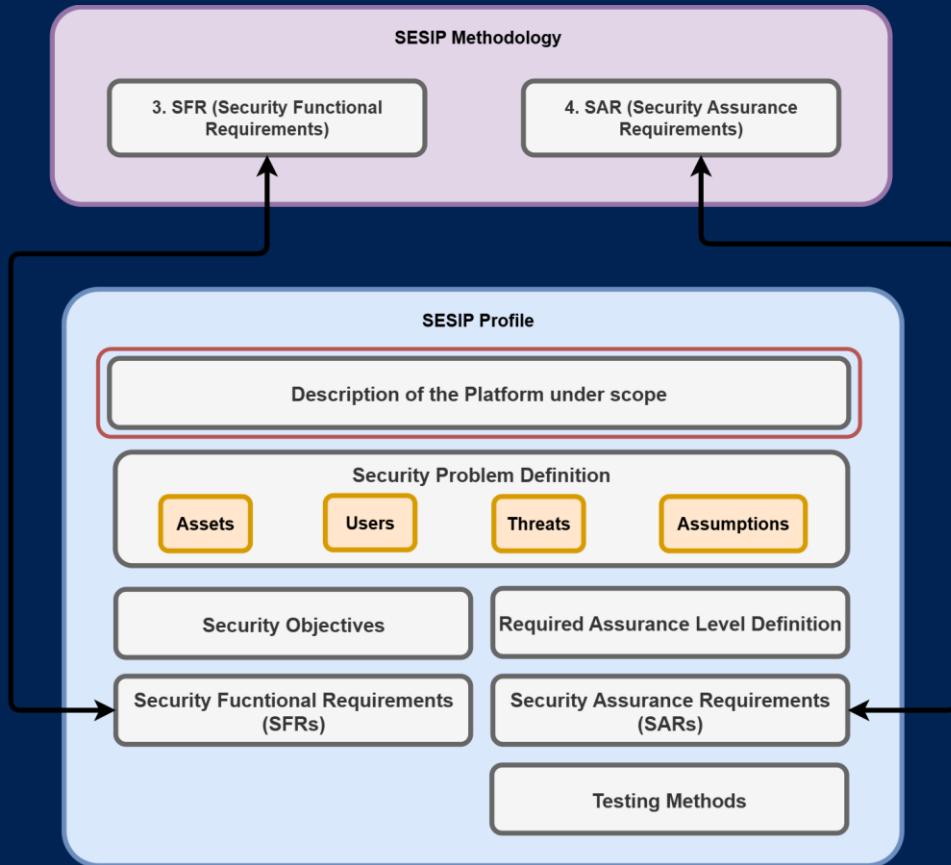 SESIP Methodology
3. SFR (Security Functional
Requirements)
4. SAR (Security Assurance
Requirements)
SESIP Profile
Description of the Platform under scope
Security Problem Definition
Assets
Users
Threats
Assumptions
Security Objectives
Required Assurance Level Definition
Security Fucntional Requirements
(SFRs)
Security Assurance Requirements
(SARs)
Testing Methods